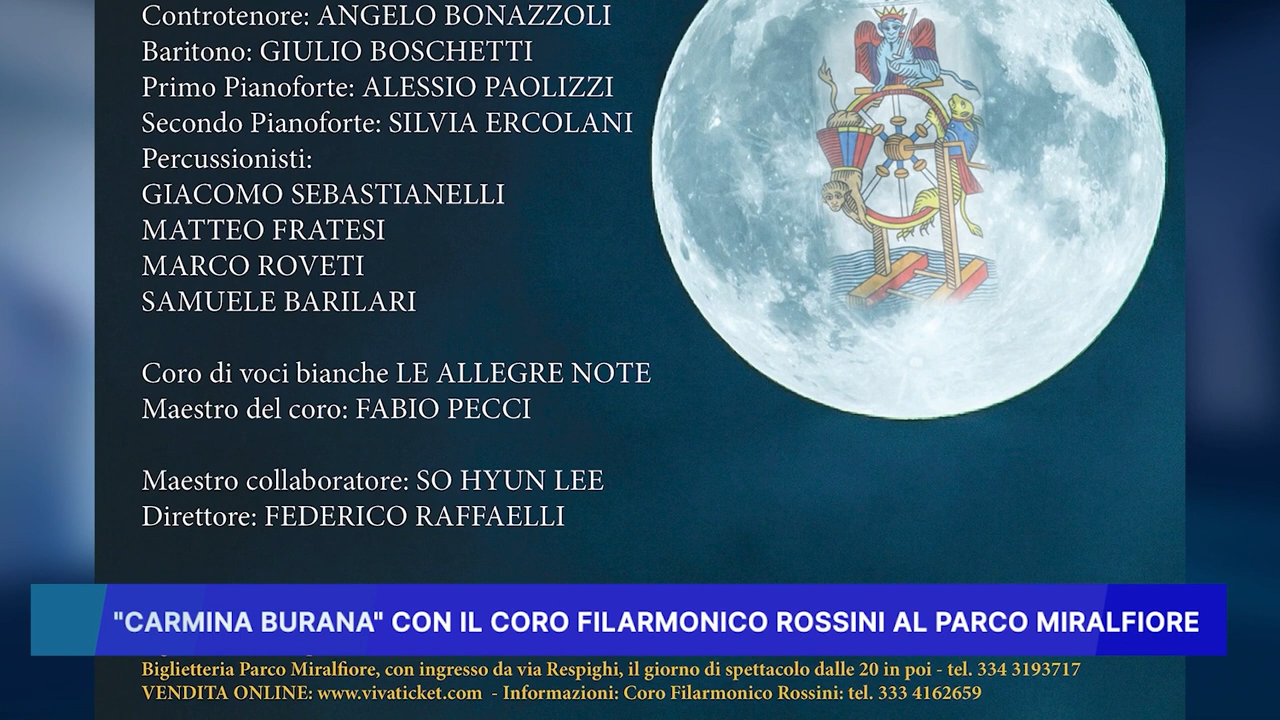 Controtenore: ANGELO BONAZZOLI
Baritono: GIULIO BOSCHETTI
Primo Pianoforte: ALESSIO PAOLIZZI
Secondo Pianoforte: SILVIA ERCOLANI
Percussionisti:
GIACOMO SEBASTIANELLI
MATTEO FRATESI
MARCO ROVETI
SAMUELE BARILARI
Coro di voci bianche LE ALLEGRE NOTE
Maestro del coro: FABIO PECCI
Maestro collaboratore: SO HYUN LEE
Direttore: FEDERICO RAFFAELLI
"CARMINA BURANA" CON IL CORO FILARMONICO ROSSINI AL PARCO MIRALFIORE
Biglietteria Parco Miralfiore, con ingresso da via Respighi, il giorno di spettacolo dalle 20 in poi - tel. 334 3193717
VENDITA ONLINE: www.vivaticket.com - Informazioni: Coro Filarmonico Rossini: tel. 333 4162659